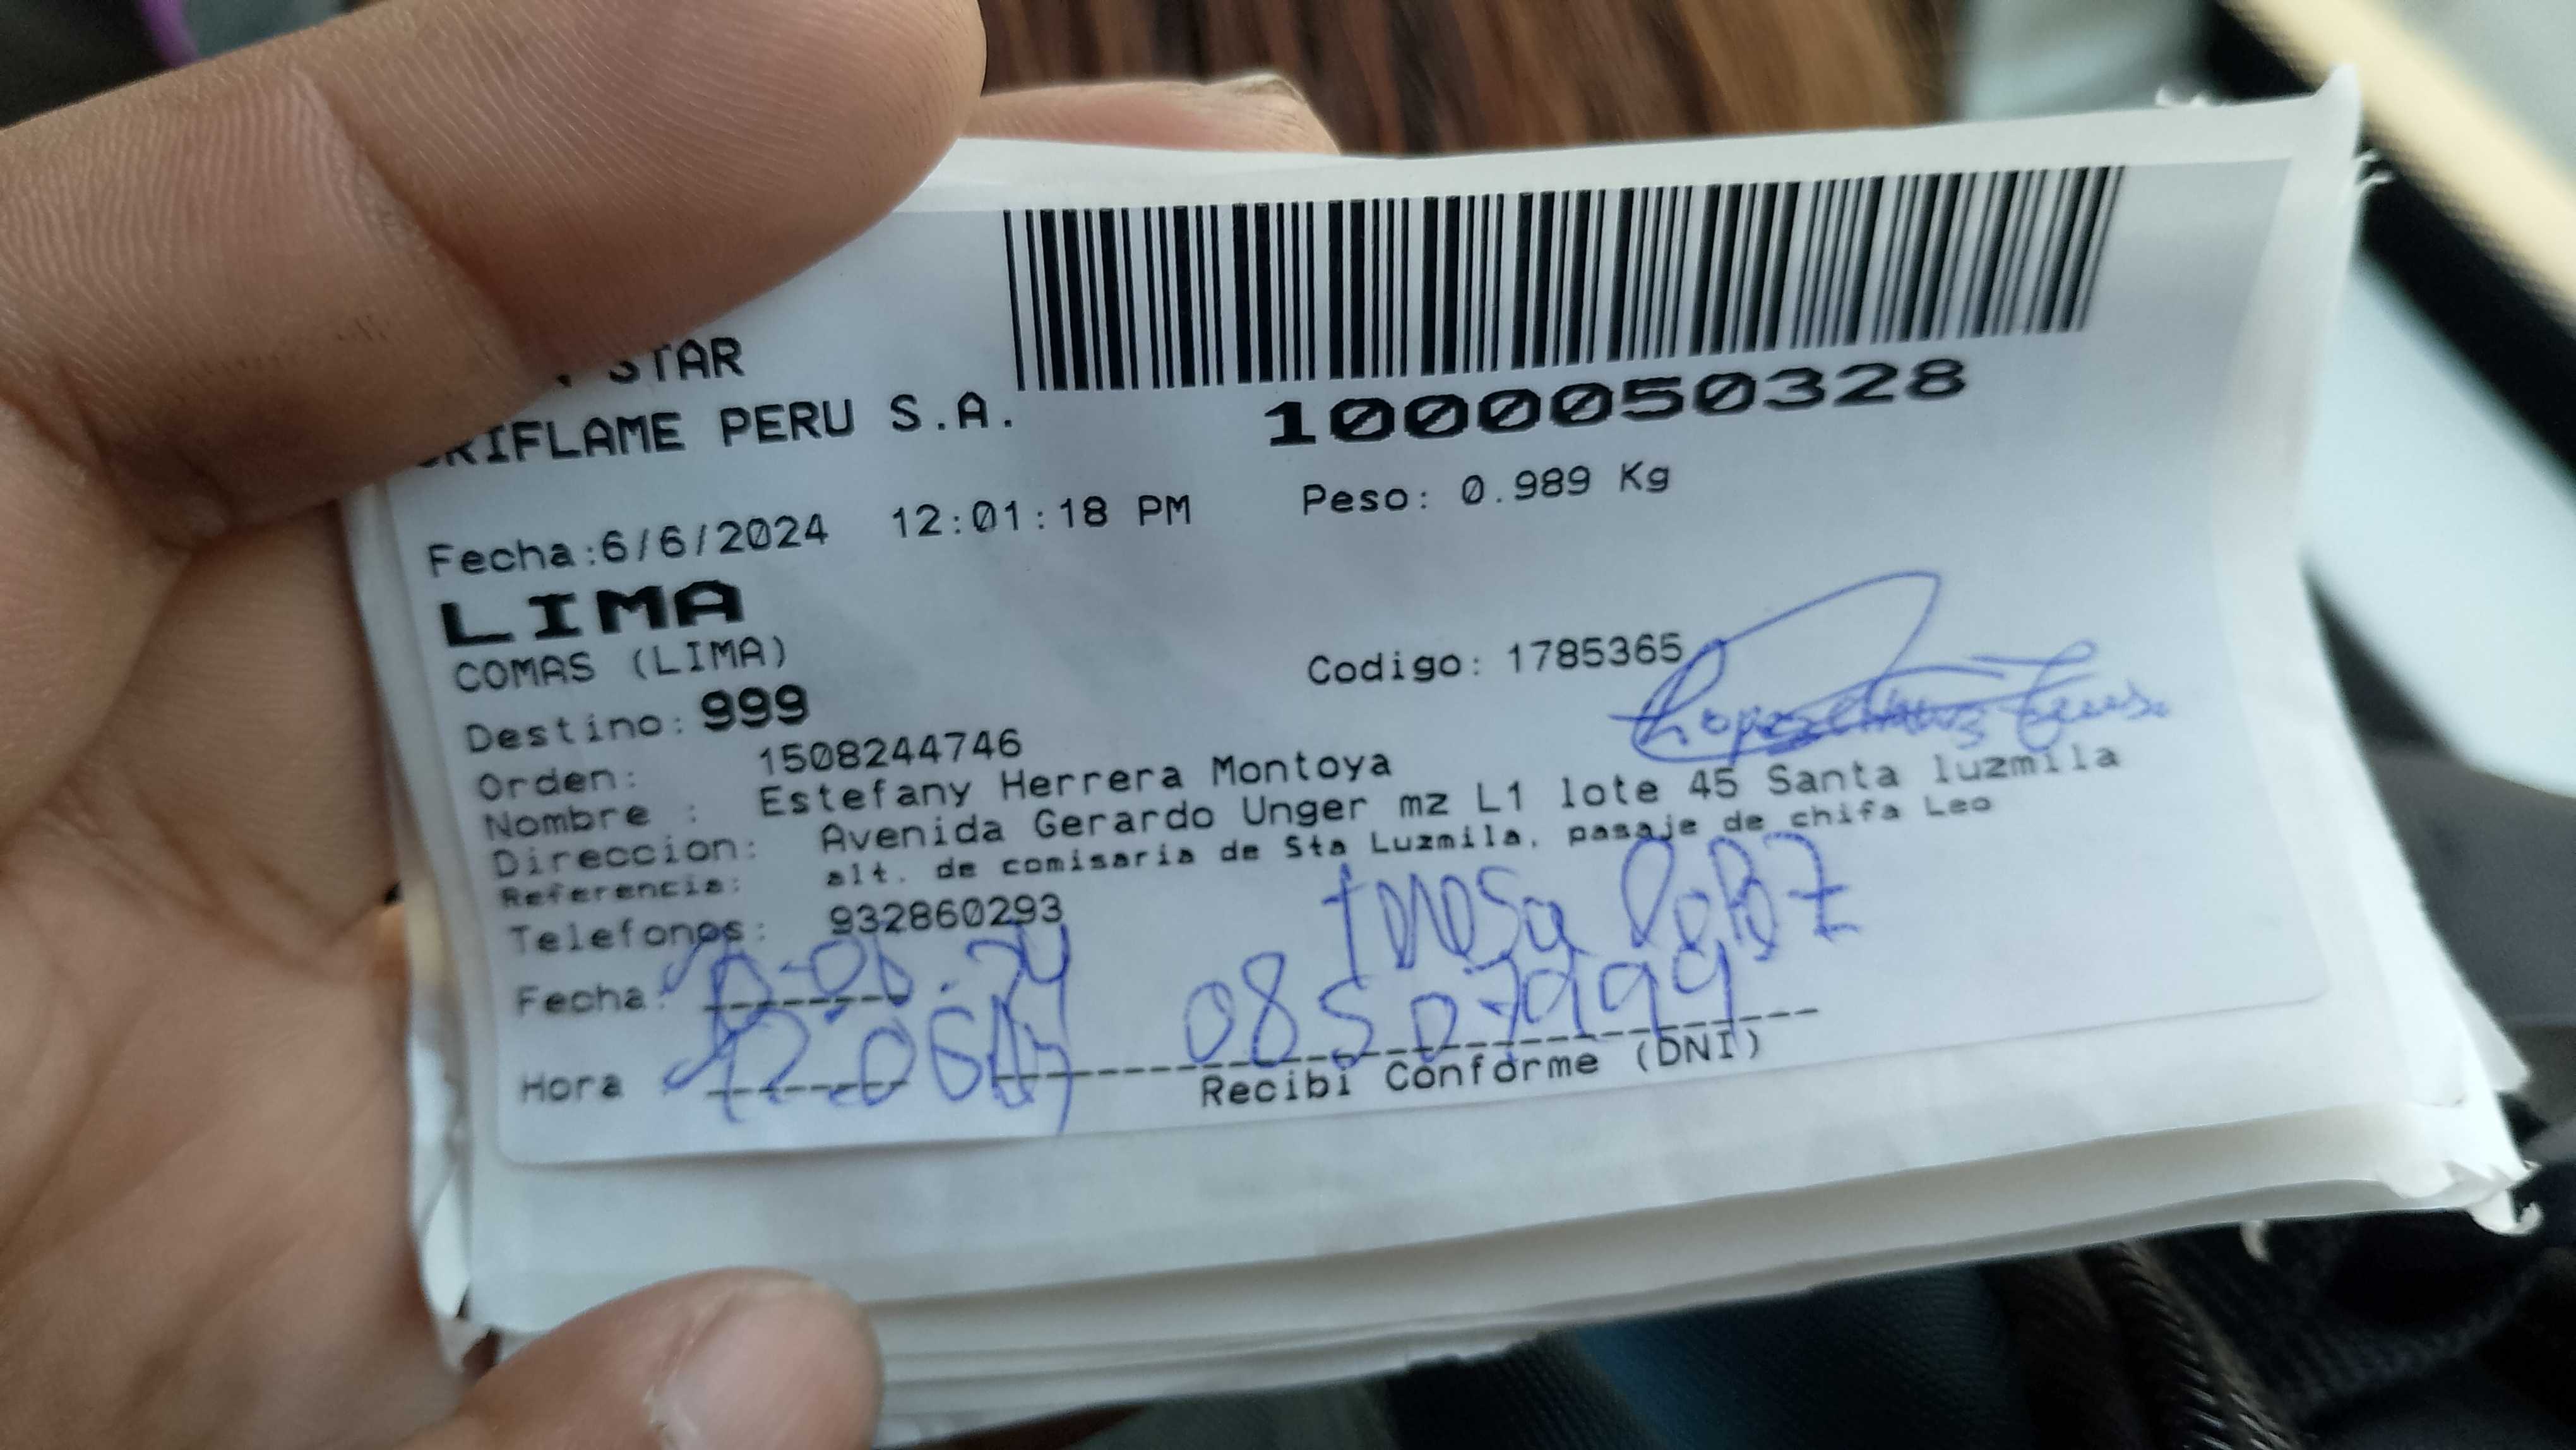 STAR
ORIFLAME PERU S.A.
1000050328
Fecha:6/6/2024 12:01:18 PM Peso: 0.989 Kg
LIMA
COMAS (LIMA) Codigo: 1785365
Destino: 999
Orden: 1508244746
Nombre : Estefany Herrera Montoya
Direccion: Avenida Gerardo Unger mz L1 lote 45 Santa luzmila
Referencia: alt. de comisaria de Sta Luzmila, pasaje de chifa Leo
Telefonos: 932860293
Fecha:
08507999
Hora
Recibi Conforme (DNI)